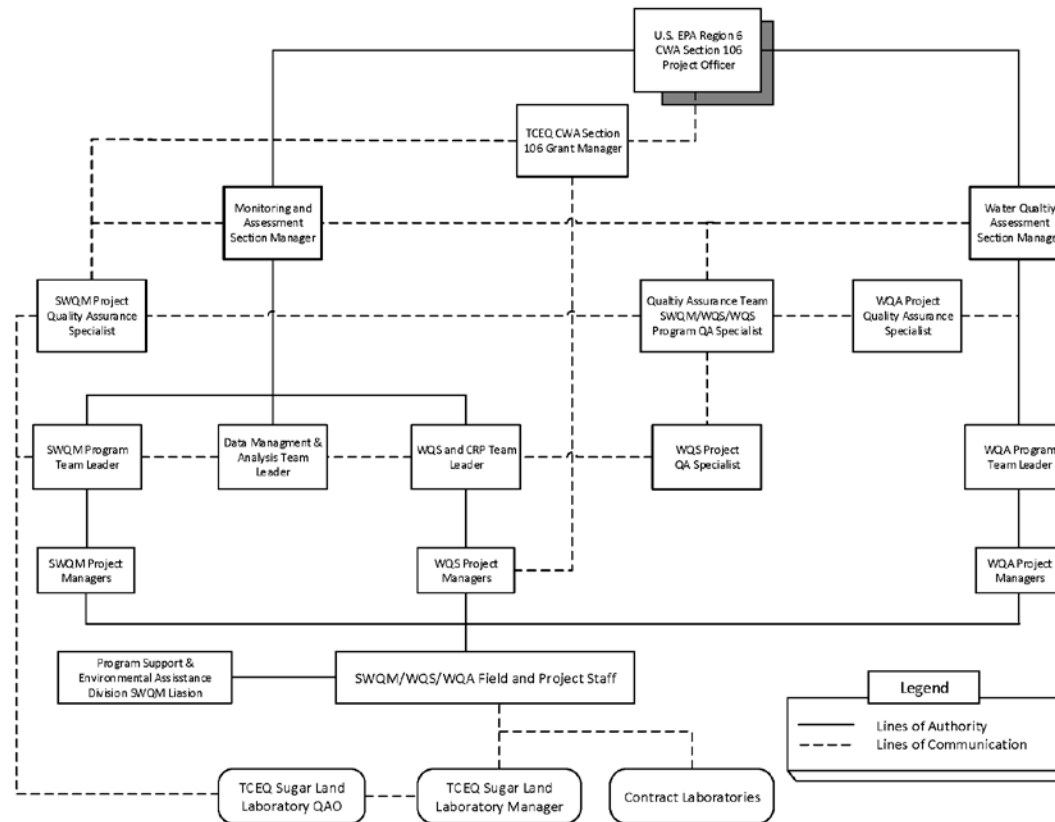 U.S. EPA Region 6
CWA Section 106
Project Officer
TCEQ CWA Section
106 Grant Manager
Monitoring and
Assessment
Section Manager
Water Qualtiy
Assessment
Section Manager
SWQM Project
Quality Assurance
Specialist
Qualtiy Assurance Team
SWQM/WQS/WQS
Program QA Specialist
WQA Project
Quality Assurance
Specialist
SWQM Program
Team Leader
Data Managment &
Analysis Team
Leader
WQS and CRP Team
Leader
WQS Project
QA Specialist
WQA Program
Team Leader
SWQM Project
Managers
WQS Project
Managers
WQA Project
Managers
Program Support &
Environmental Assisstance
Division SWQM Liasion
SWQM/WQS/WQA Field and Project Staff
Legend
Lines of Authority
Lines of Communication
TCEQ Sugar Land
Laboratory QAO
TCEQ Sugar Land
Laboratory Manager
Contract Laboratories